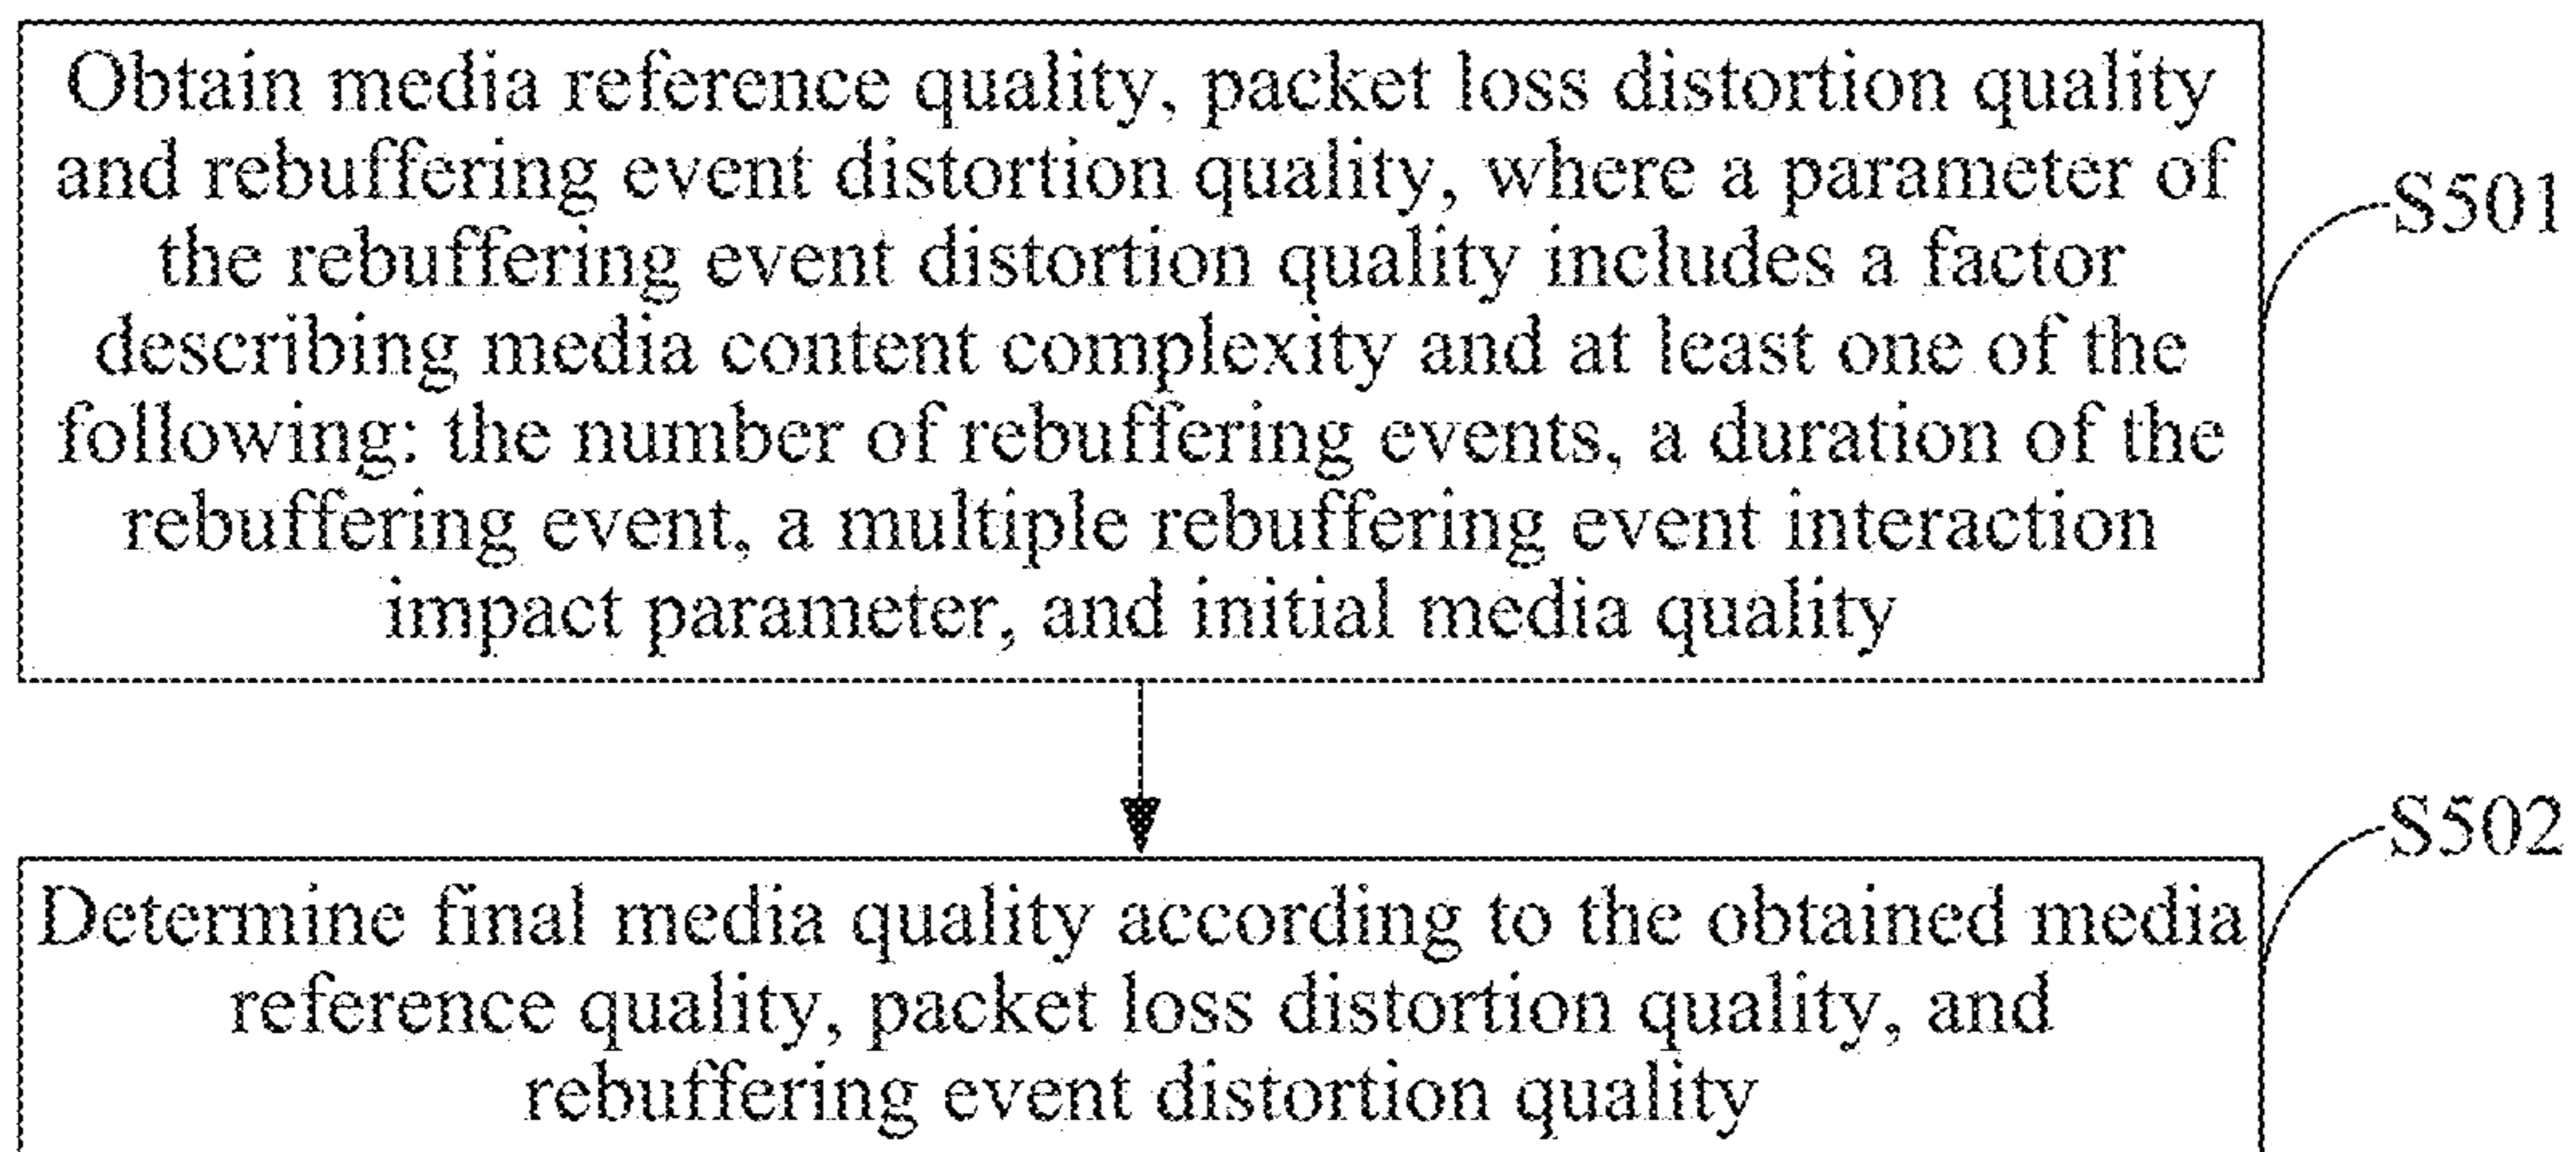 Obtain media reference quality, packet loss distortion quality
and rebuffering event distortion quality, where a parameter of
the rebuffering event distortion quality includes a factor
describing media content complexity and at least one of the
following: the number of rebuffering events, a duration of the
rebuffering event, a multiple rebuffering event interaction
impact parameter, and initial media quality
S501
Determine final media quality according to the obtained media
reference quality, packet loss distortion quality, and
rebuffering event distortion quality
S502